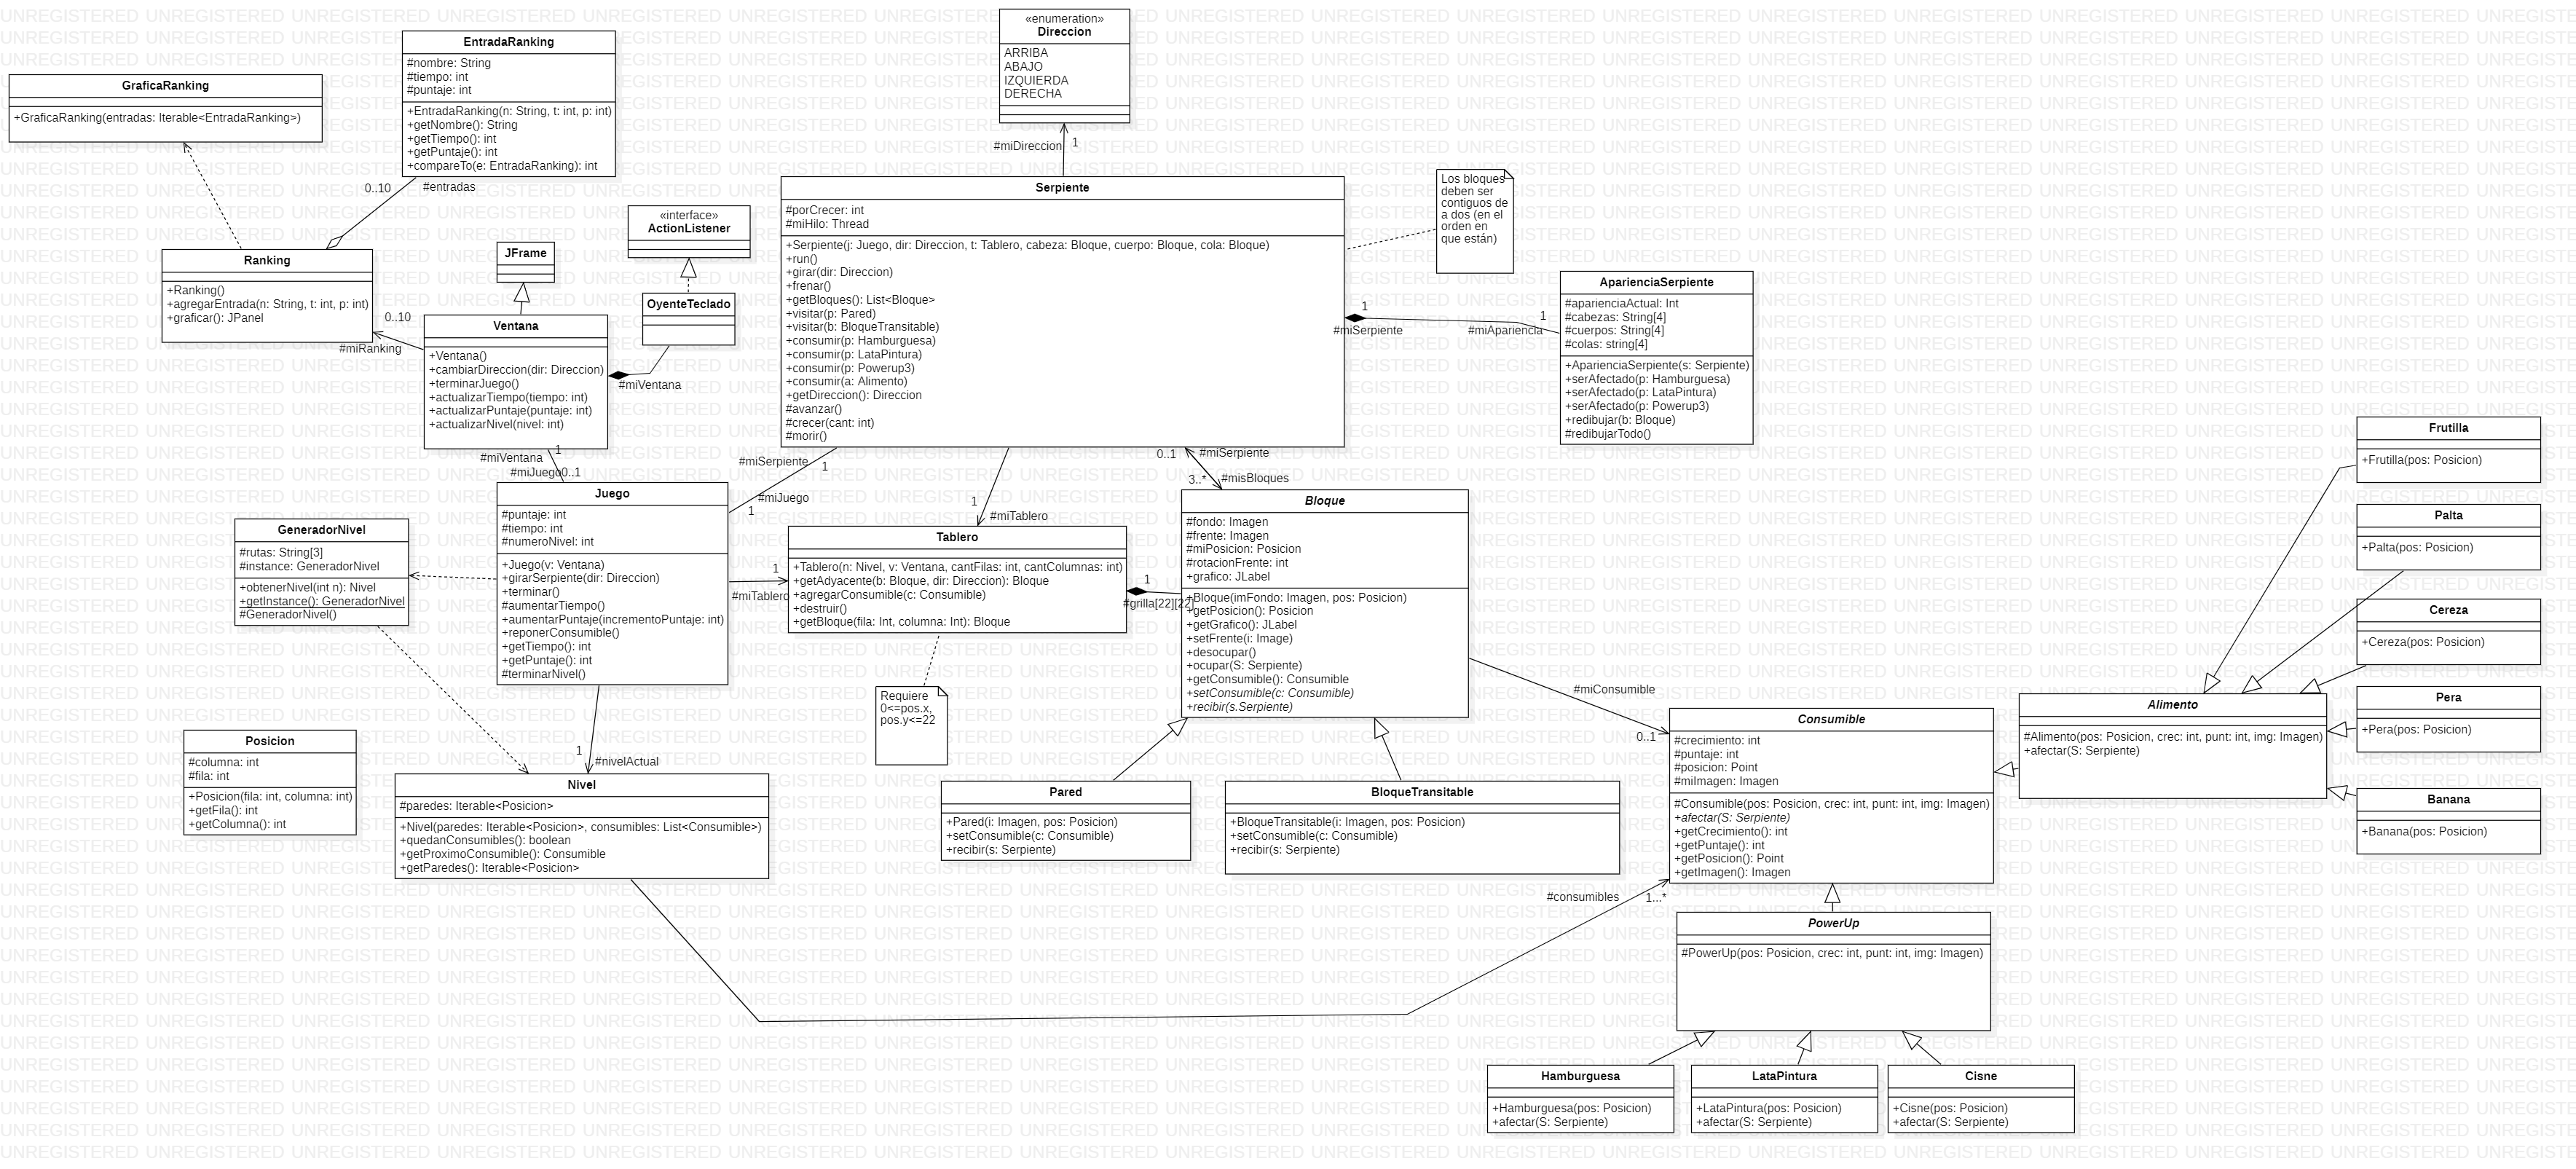 «enumeration»
Direccion
ARRIBA
ABAJO
IZQUIERDA
DERECHA
EntradaRanking
#nombre: String
#tiempo: int
#puntaje: int
+EntradaRanking(n: String, t: int, p: int)
+getNombre(): String
+getTiempo(): int
+getPuntaje(): int
+compareTo(e: EntradaRanking): int
GraficaRanking
+GraficaRanking(entradas: Iterable<EntradaRanking>)
#miDireccion
1
0..10
#entradas
Serpiente
#porCrecer: int
#miHilo: Thread
+Serpiente(j: Juego, dir: Direccion, t: Tablero, cabeza: Bloque, cuerpo: Bloque, cola: Bloque)
+run()
+girar(dir: Direccion)
+frenar()
+getBloques(): List<Bloque>
+visitar(p: Pared)
+visitar(b: BloqueTransitable)
+consumir(p: Hamburguesa)
+consumir(p: LataPintura)
+consumir(p: Powerup3)
+consumir(a: Alimento)
+getDireccion(): Direccion
#avanzar()
#crecer(cant: int)
#morir()
Los bloques
deben ser
contiguos de
a dos (en el
orden en
que están)
«interface»
ActionListener
JFrame
Ranking
+Ranking()
+agregarEntrada(n: String, t: int, p: int)
+graficar(): JPanel
OyenteTeclado
0..10
#miRanking
Ventana
+Ventana()
+cambiarDireccion(dir: Direccion)
+terminarJuego()
+actualizarTiempo(tiempo: int)
+actualizarPuntaje(puntaje: int)
+actualizarNivel(nivel: int)
#miVentana
1
#miSerpiente
1
#miApariencia
AparienciaSerpiente
#aparienciaActual: Int
#cabezas: String[4]
#cuerpos: String[4]
#colas: string[4]
+AparienciaSerpiente(s: Serpiente)
+serAfectado(p: Hamburguesa)
+serAfectado(p: LataPintura)
+serAfectado(p: Powerup3)
+redibujar(b: Bloque)
#redibujarTodo()
#miVentana
1
#miJuego
0..1
#miSerpiente
1
#miJuego
1
1
#miTablero
0..1
#miSerpiente
3..*
#misBloques
Juego
#puntaje: int
#tiempo: int
#numeroNivel: int
+Juego(v: Ventana)
+girarSerpiente(dir: Direccion)
+terminar()
#aumentarTiempo()
+aumentarPuntaje(incrementoPuntaje: int)
+reponerConsumible()
+getTiempo(): int
+getPuntaje(): int
#terminarNivel()
GeneradorNivel
#rutas: String[3]
#instance: GeneradorNivel
+obtenerNivel(int n): Nivel
+getInstance(): GeneradorNivel
#GeneradorNivel()
1
#miTablero
Tablero
+Tablero(n: Nivel, v: Ventana, cantFilas: int, cantColumnas: int)
+getAdyacente(b: Bloque, dir: Direccion): Bloque
+agregarConsumible(c: Consumible)
+destruir()
+getBloque(fila: Int, columna: Int): Bloque
1
#grilla[22][22]
Bloque
#fondo: Imagen
#frente: Imagen
#miPosicion: Posicion
#rotacionFrente: int
+grafico: JLabel
+Bloque(imFondo: Imagen, pos: Posicion)
+getPosicion(): Posicion
+getGrafico(): JLabel
+setFrente(i: Image)
+desocupar()
+ocupar(S: Serpiente)
+getConsumible(): Consumible
+setConsumible(c: Consumible)
+recibir(s.Serpiente)
Requiere
0<=pos.x,
pos.y<=22
Posicion
#columna: int
#fila: int
+Posicion(fila: int, columna: int)
+getFila(): int
+getColumna(): int
1
#nivelActual
Nivel
#paredes: Iterable<Posicion>
+Nivel(paredes: Iterable<Posicion>, consumibles: List<Consumible>)
+quedanConsumibles(): boolean
+getProximoConsumible(): Consumible
+getParedes(): Iterable<Posicion>
Pared
+Pared(i: Imagen, pos: Posicion)
+setConsumible(c: Consumible)
+recibir(s: Serpiente)
BloqueTransitable
+BloqueTransitable(i: Imagen, pos: Posicion)
+setConsumible(c: Consumible)
+recibir(s: Serpiente)
#miConsumible
0..1
Consumible
#crecimiento: int
#puntaje: int
#posicion: Point
#miImagen: Imagen
#Consumible(pos: Posicion, crec: int, punt: int, img: Imagen)
+afectar(S: Serpiente)
+getCrecimiento(): int
+getPuntaje(): int
+getPosicion(): Point
+getImagen(): Imagen
#consumibles
1...*
Alimento
#Alimento(pos: Posicion, crec: int, punt: int, img: Imagen)
+afectar(S: Serpiente)
Frutilla
+Frutilla(pos: Posicion)
Palta
+Palta(pos: Posicion)
Cereza
+Cereza(pos: Posicion)
Pera
+Pera(pos: Posicion)
Banana
+Banana(pos: Posicion)
PowerUp
#PowerUp(pos: Posicion, crec: int, punt: int, img: Imagen)
Hamburguesa
+Hamburguesa(pos: Posicion)
+afectar(S: Serpiente)
LataPintura
+LataPintura(pos: Posicion)
+afectar(S: Serpiente)
Cisne
+Cisne(pos: Posicion)
+afectar(S: Serpiente)
UNREGISTERED